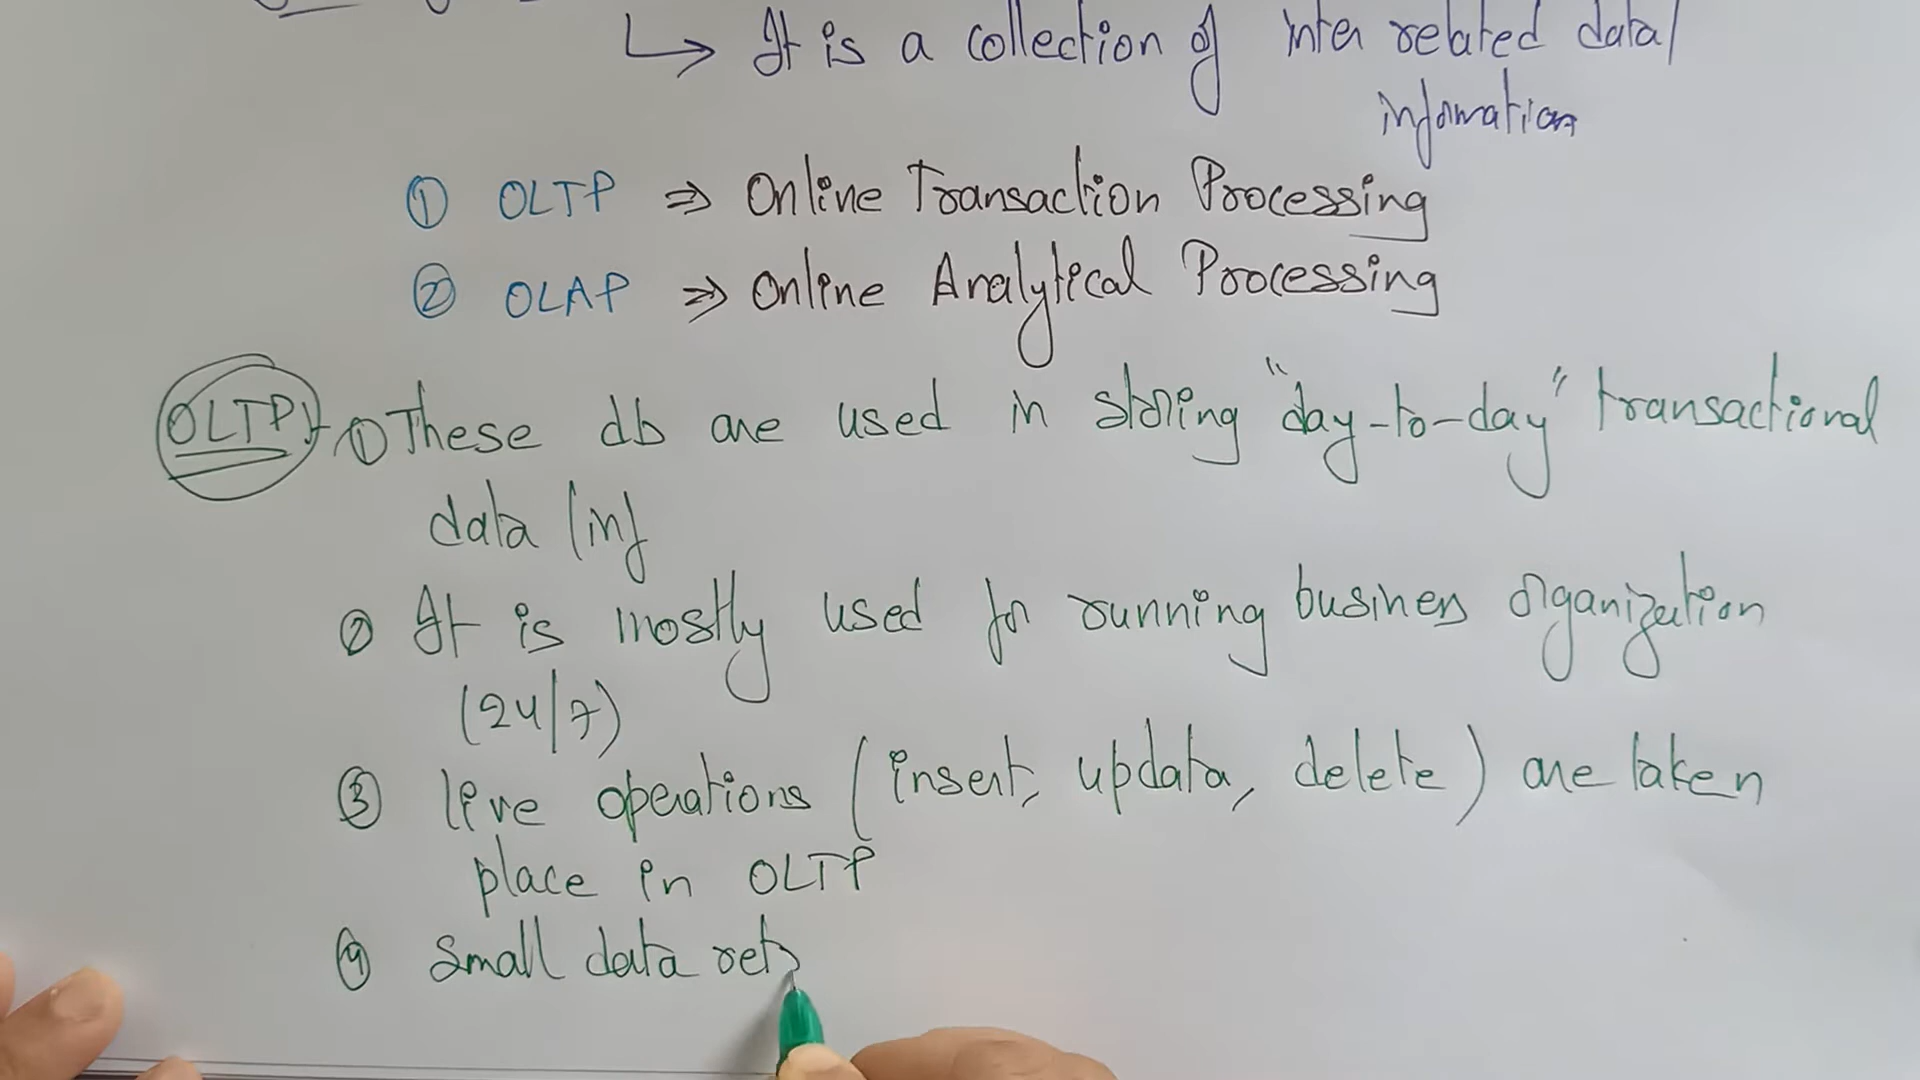 ↳ It is a collection of inter related data/
information
① OLTP ⇒ Online Transaction Processing
② OLAP ⇒ Online Analytical Processing
OLTP:- ① These db are used in storing "day-to-day" transactional
data (inf
② It is mostly used for running business organization
(24/7)
③ live operations (insert, updata, delete) are taken
place in OLTP
④ Small data sets